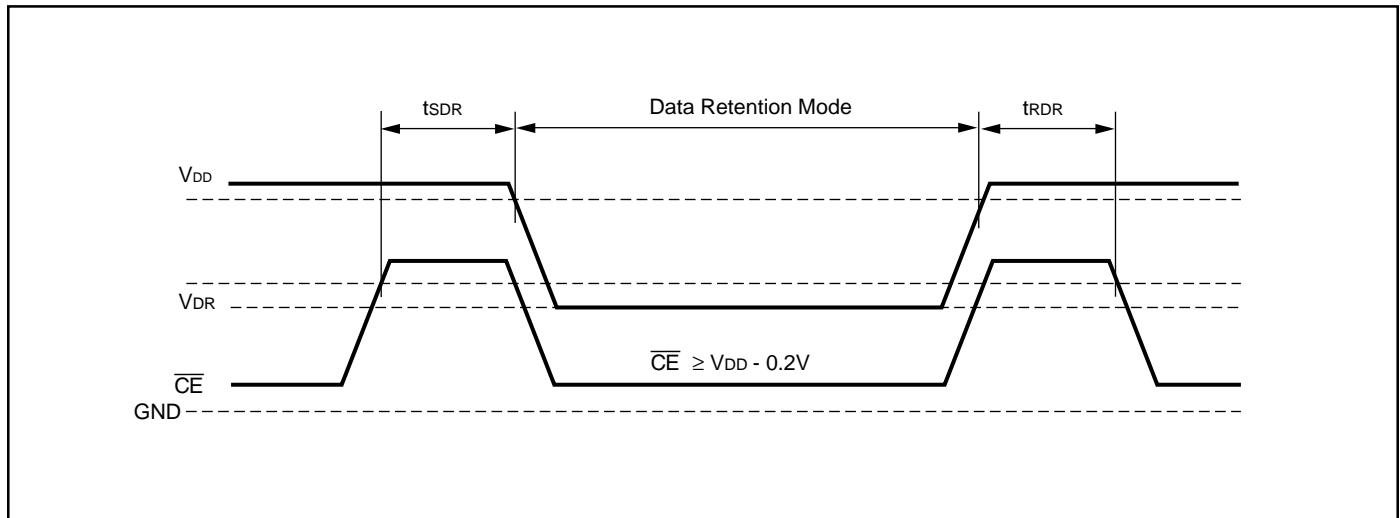 tSDR Data Retention Mode tRDR
VDD
VDR
CE ≥ VDD - 0.2V
CE
GND